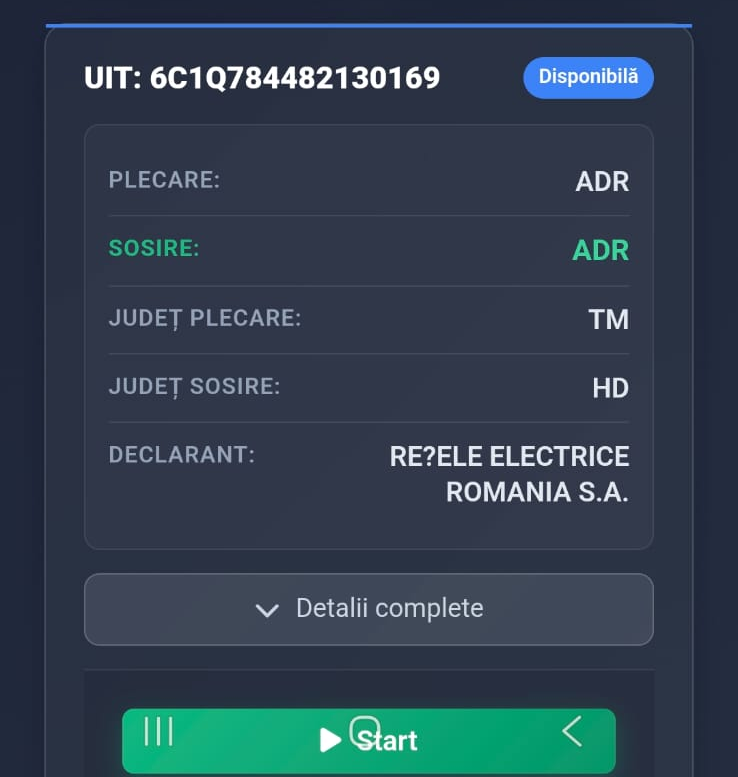 UIT: 6C1Q784482130169
Disponibilă
PLECARE:
ADR
SOSIRE:
ADR
JUDEȚ PLECARE:
TM
JUDEȚ SOSIRE:
HD
DECLARANT:
RE?ELE ELECTRICE
ROMANIA S.A.
Detalii complete
Start